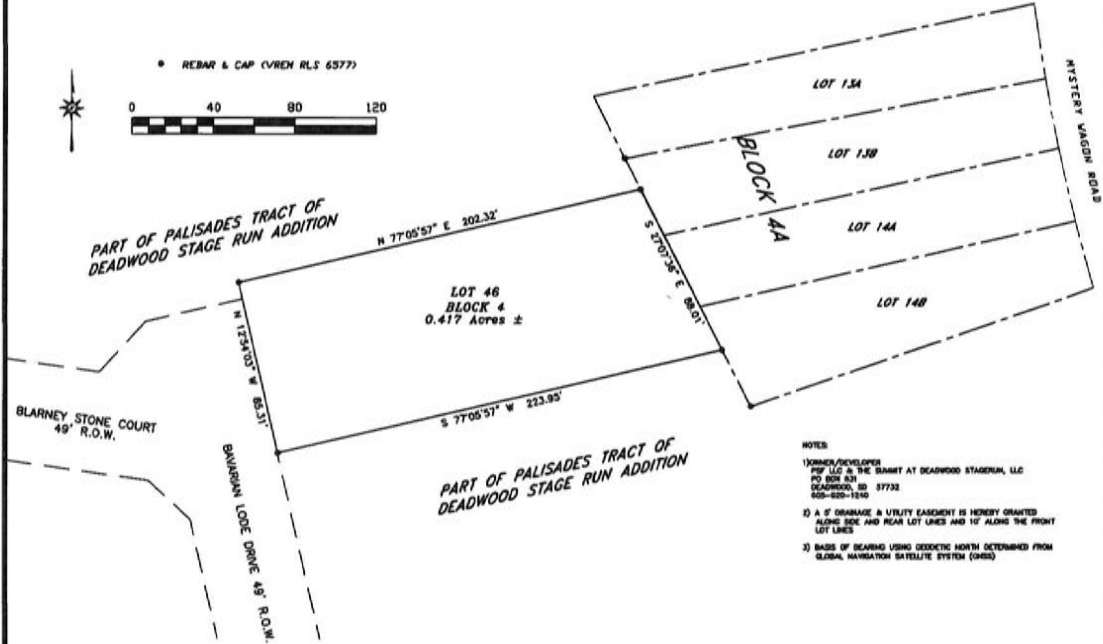 REBAR & CAP (VREM RLS 6577)
0 40 80 120
LOT 13A
LOT 13B
BLOCK 4A
LOT 14A
LOT 14B
MYSTERY WAGON ROAD
PART OF PALISADES TRACT OF
DEADWOOD STAGE RUN ADDITION
N 77°05'57" E 202.32'
S 27°07'36" E 88.01'
LOT 46
BLOCK 4
0.417 Acres ±
N 12°54'03" W 85.31'
S 77°05'57" W 223.95'
BLARNEY STONE COURT
49' R.O.W.
BAVARIAN LODE DRIVE 49' R.O.W.
PART OF PALISADES TRACT OF
DEADWOOD STAGE RUN ADDITION
NOTES:
1) OWNER/DEVELOPER
PSF LLC & THE SUMMIT AT DEADWOOD STAGERUN, LLC
PO BOX 831
DEADWOOD, SD 57732
2) A 5' DRAINAGE & UTILITY EASEMENT IS HEREBY GRANTED
ALONG SIDE AND REAR LOT LINES AND 10' ALONG THE FRONT
LOT LINES
3) BASIS OF BEARING USING GEODETIC NORTH DETERMINED FROM
GLOBAL NAVIGATION SATELLITE SYSTEM (GNSS)